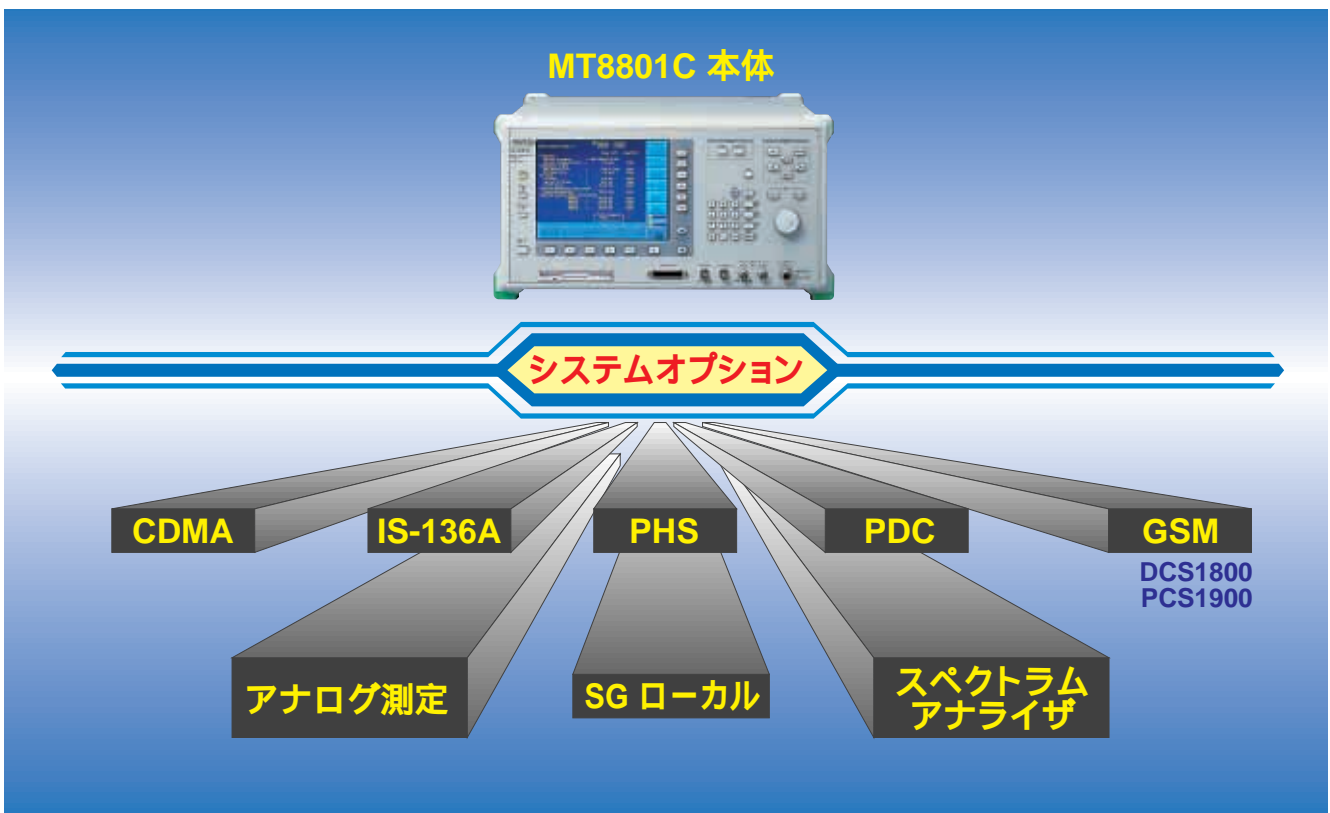 MT8801C 本体
システムオプション
CDMA
IS-136A
PHS
PDC
GSM
DCS1800
PCS1900
アナログ測定
SG ローカル
スペクトラム
アナライザ